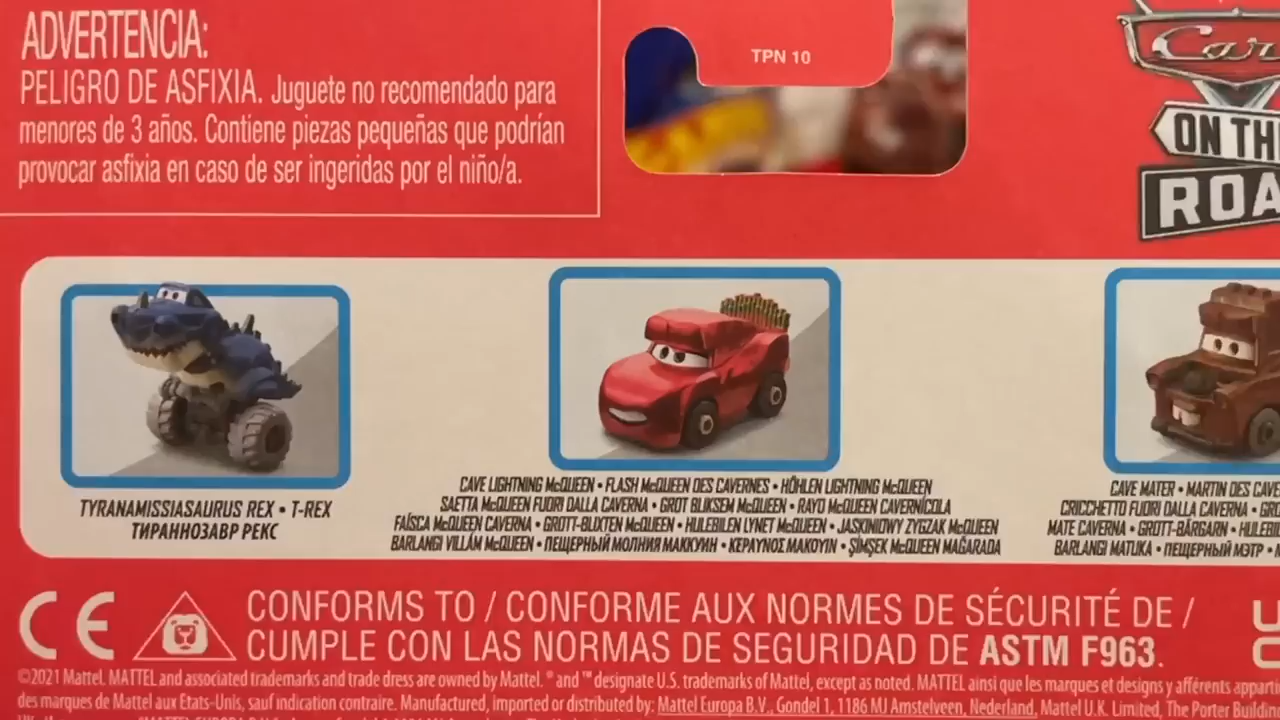 ADVERTENCIA:
PELIGRO DE ASFIXIA. Juguete no recomendado para
menores de 3 años. Contiene piezas pequeñas que podrían
provocar asfixia en caso de ser ingeridas por el niño/a.
TPN 10
Cars
ON THE
ROA
TYRANAMISSIASAURUS REX • T-REX
ТИРАННОЗАВР РЕКС
CAVE LIGHTNING McQUEEN • FLASH McQUEEN DES CAVERNES • HÖHLEN LIGHTNING McQUEEN
SAETTA McQUEEN FUORI DALLA CAVERNA • GROT BLIKSEM McQUEEN • RAYO McQUEEN CAVERNÍCOLA
FAÍSCA McQUEEN CAVERNA • GROTT-BLIXTEN McQUEEN • HULEBILEN LYNET McQUEEN • JASKINIOWY ZYGZAK McQUEEN
BARLANGI VILLÁM McQUEEN • ПЕЩЕРНЫЙ МОЛНИЯ МАККУИН • ΚΕΡΑΥΝΟΣ ΜΑΚΟΥΙΝ • ŞİMŞEK McQUEEN MAĞARADA
CAVE MATER • MARTIN DES CAVE
CRICCHETTO FUORI DALLA CAVERNA • GRO
MATE CAVERNA • GROTT-BÄRGARN • HULEBIL
BARLANGI MATUKA • ПЕЩЕРНЫЙ МЭТР •
CE
CONFORMS TO / CONFORME AUX NORMES DE SÉCURITÉ DE /
CUMPLE CON LAS NORMAS DE SEGURIDAD DE ASTM F963.
©2021 Mattel. MATTEL and associated trademarks and trade dress are owned by Mattel. ® and ™ designate U.S. trademarks of Mattel, except as noted. MATTEL ainsi que les marques et designs y afférents apparti
des marques de Mattel aux États-Unis, sauf indication contraire. Manufactured, imported or distributed by: Mattel Europa B.V., Gondel 1, 1186 MJ Amstelveen, Nederland, Mattel U.K. Limited, The Porter Building